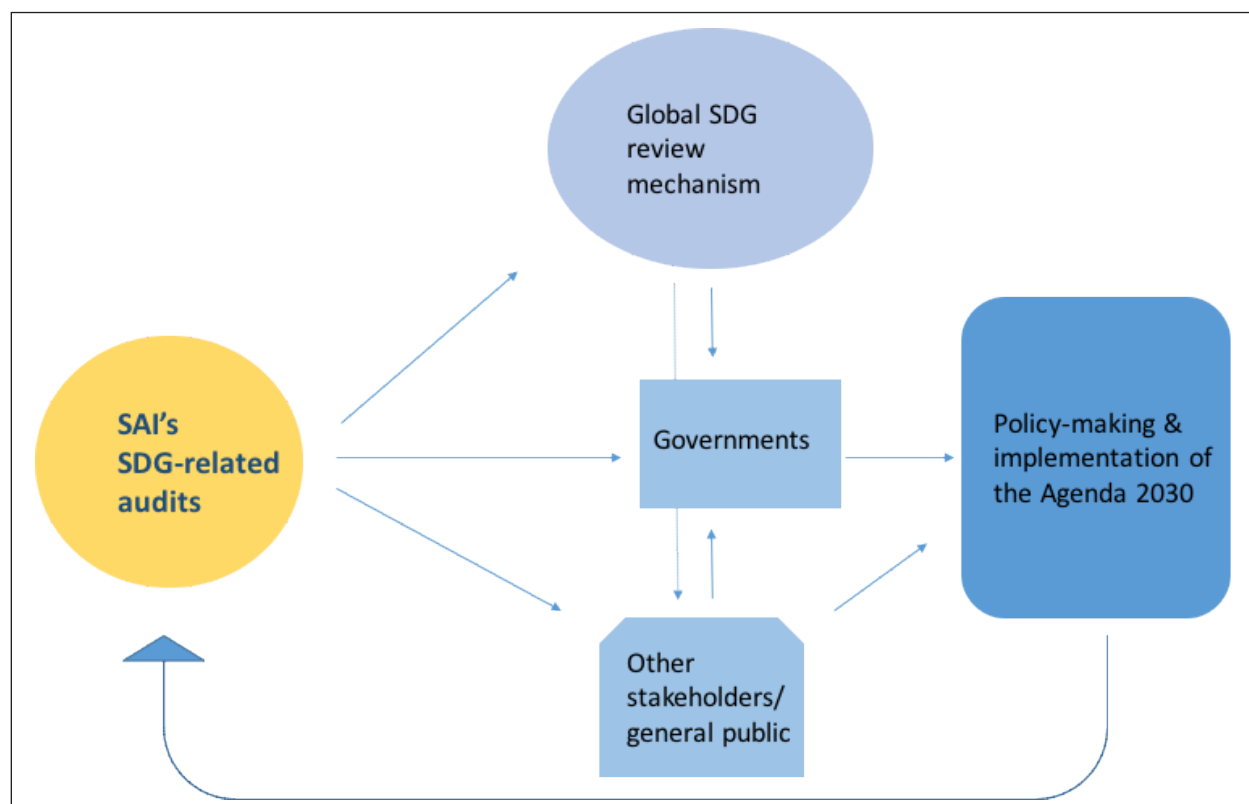 Global SDG
review
mechanism
SAI's
SDG-related
audits
Governments
Policy-making &
implementation of
the Agenda 2030
Other
stakeholders/
general public